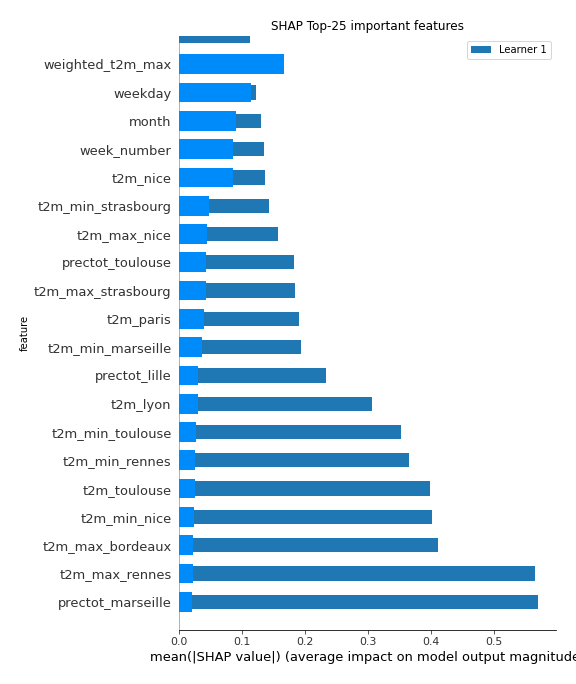 SHAP Top-25 important features
Learner 1
weighted_t2m_max
weekday
month
week_number
t2m_nice
t2m_min_strasbourg
t2m_max_nice
prectot_toulouse
t2m_max_strasbourg
t2m_paris
t2m_min_marseille
prectot_lille
t2m_lyon
t2m_min_toulouse
t2m_min_rennes
t2m_toulouse
t2m_min_nice
t2m_max_bordeaux
t2m_max_rennes
prectot_marseille
feature
0.0 0.1 0.2 0.3 0.4 0.5
mean(|SHAP value|) (average impact on model output magnitude